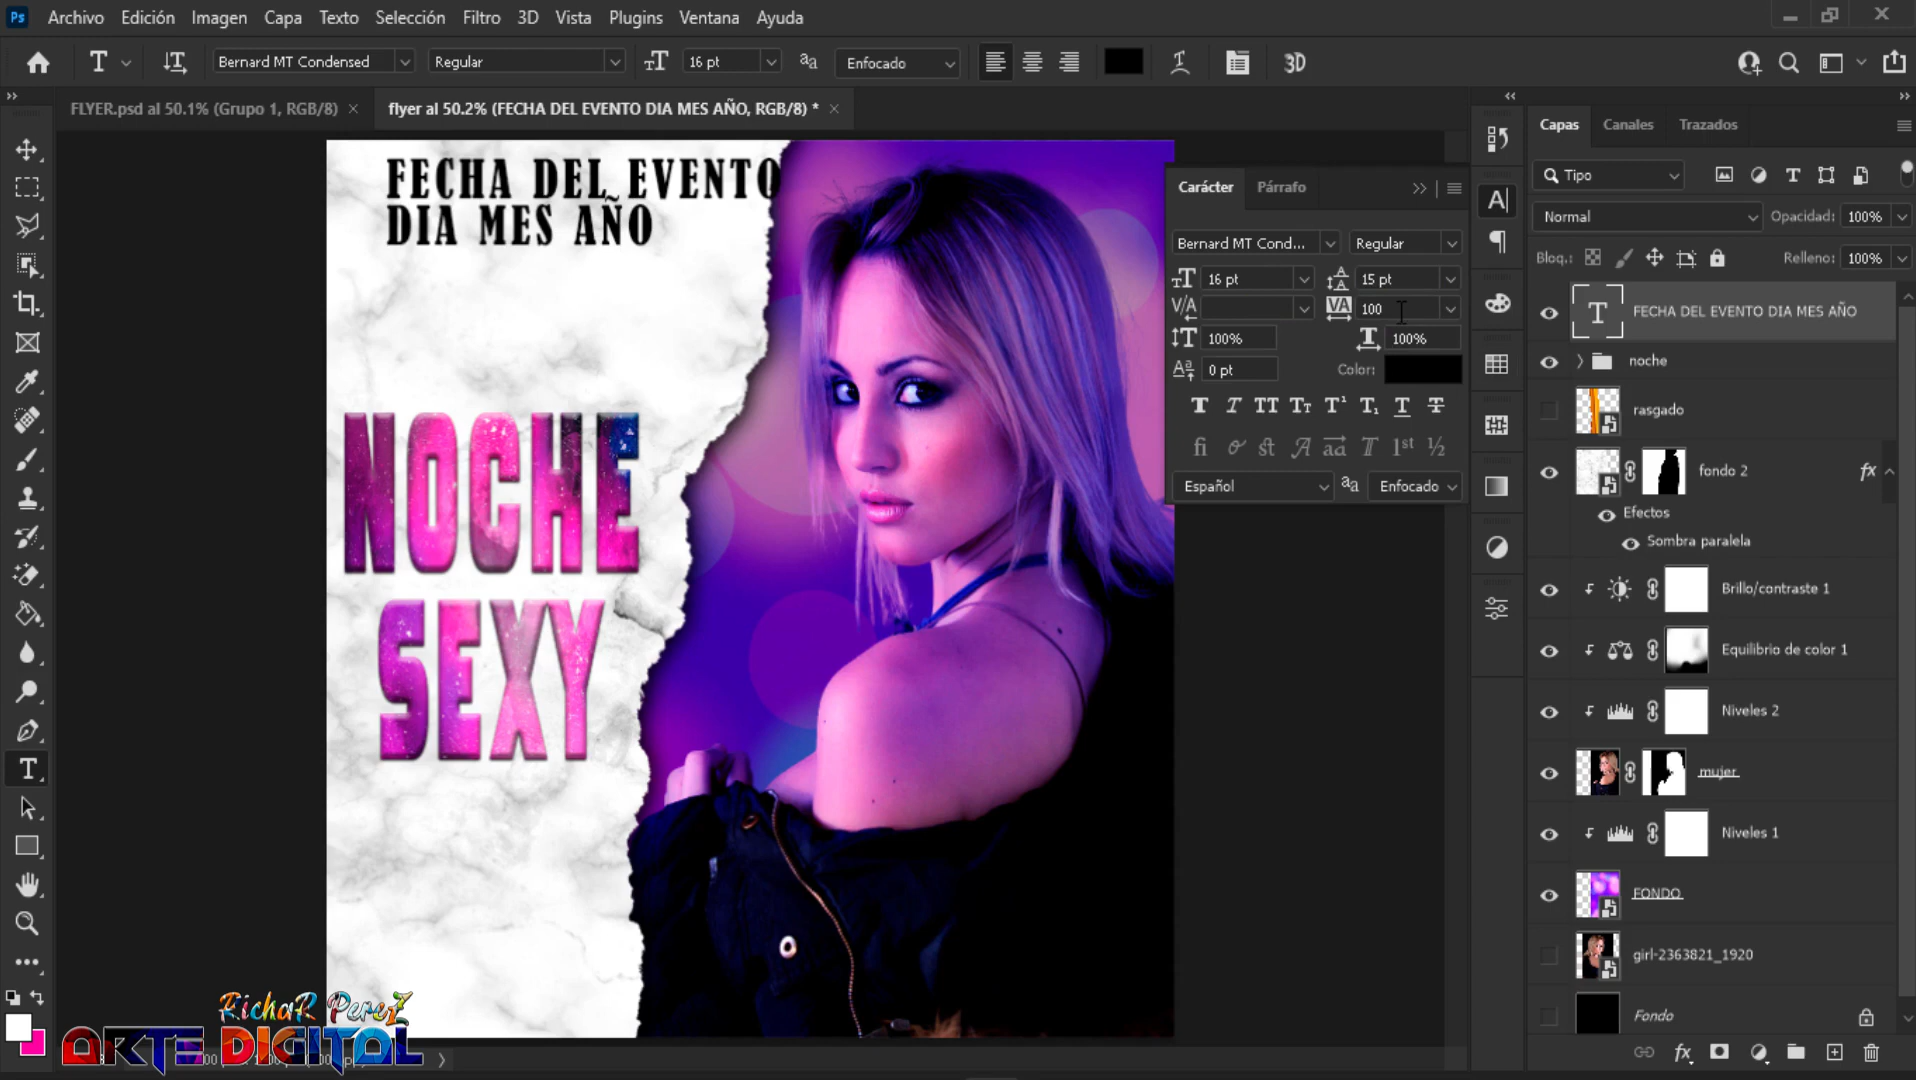 Ps Archivo Edición Imagen Capa Texto Selección Filtro 3D Vista Plugins Ventana Ayuda
T Bernard MT Condensed Regular 16 pt aa Enfocado 3D
FLYER.psd al 50.1% (Grupo 1, RGB/8) × flyer al 50.2% (FECHA DEL EVENTO DIA MES AÑO, RGB/8) * ×
FECHA DEL EVENTO
DIA MES AÑO
NOCHE
SEXY
Carácter Párrafo
Bernard MT Cond... Regular
16 pt 15 pt
100
100% 100%
0 pt Color:
Español aa Enfocado
Capas Canales Trazados
Tipo
Normal Opacidad: 100%
Bloq.: Relleno: 100%
FECHA DEL EVENTO DIA MES AÑO
noche
rasgado
fondo 2 fx
Efectos
Sombra paralela
Brillo/contraste 1
Equilibrio de color 1
Niveles 2
mujer
Niveles 1
FONDO
girl-2363821_1920
Fondo
RichaR PereZ
ARTE DIGITAL